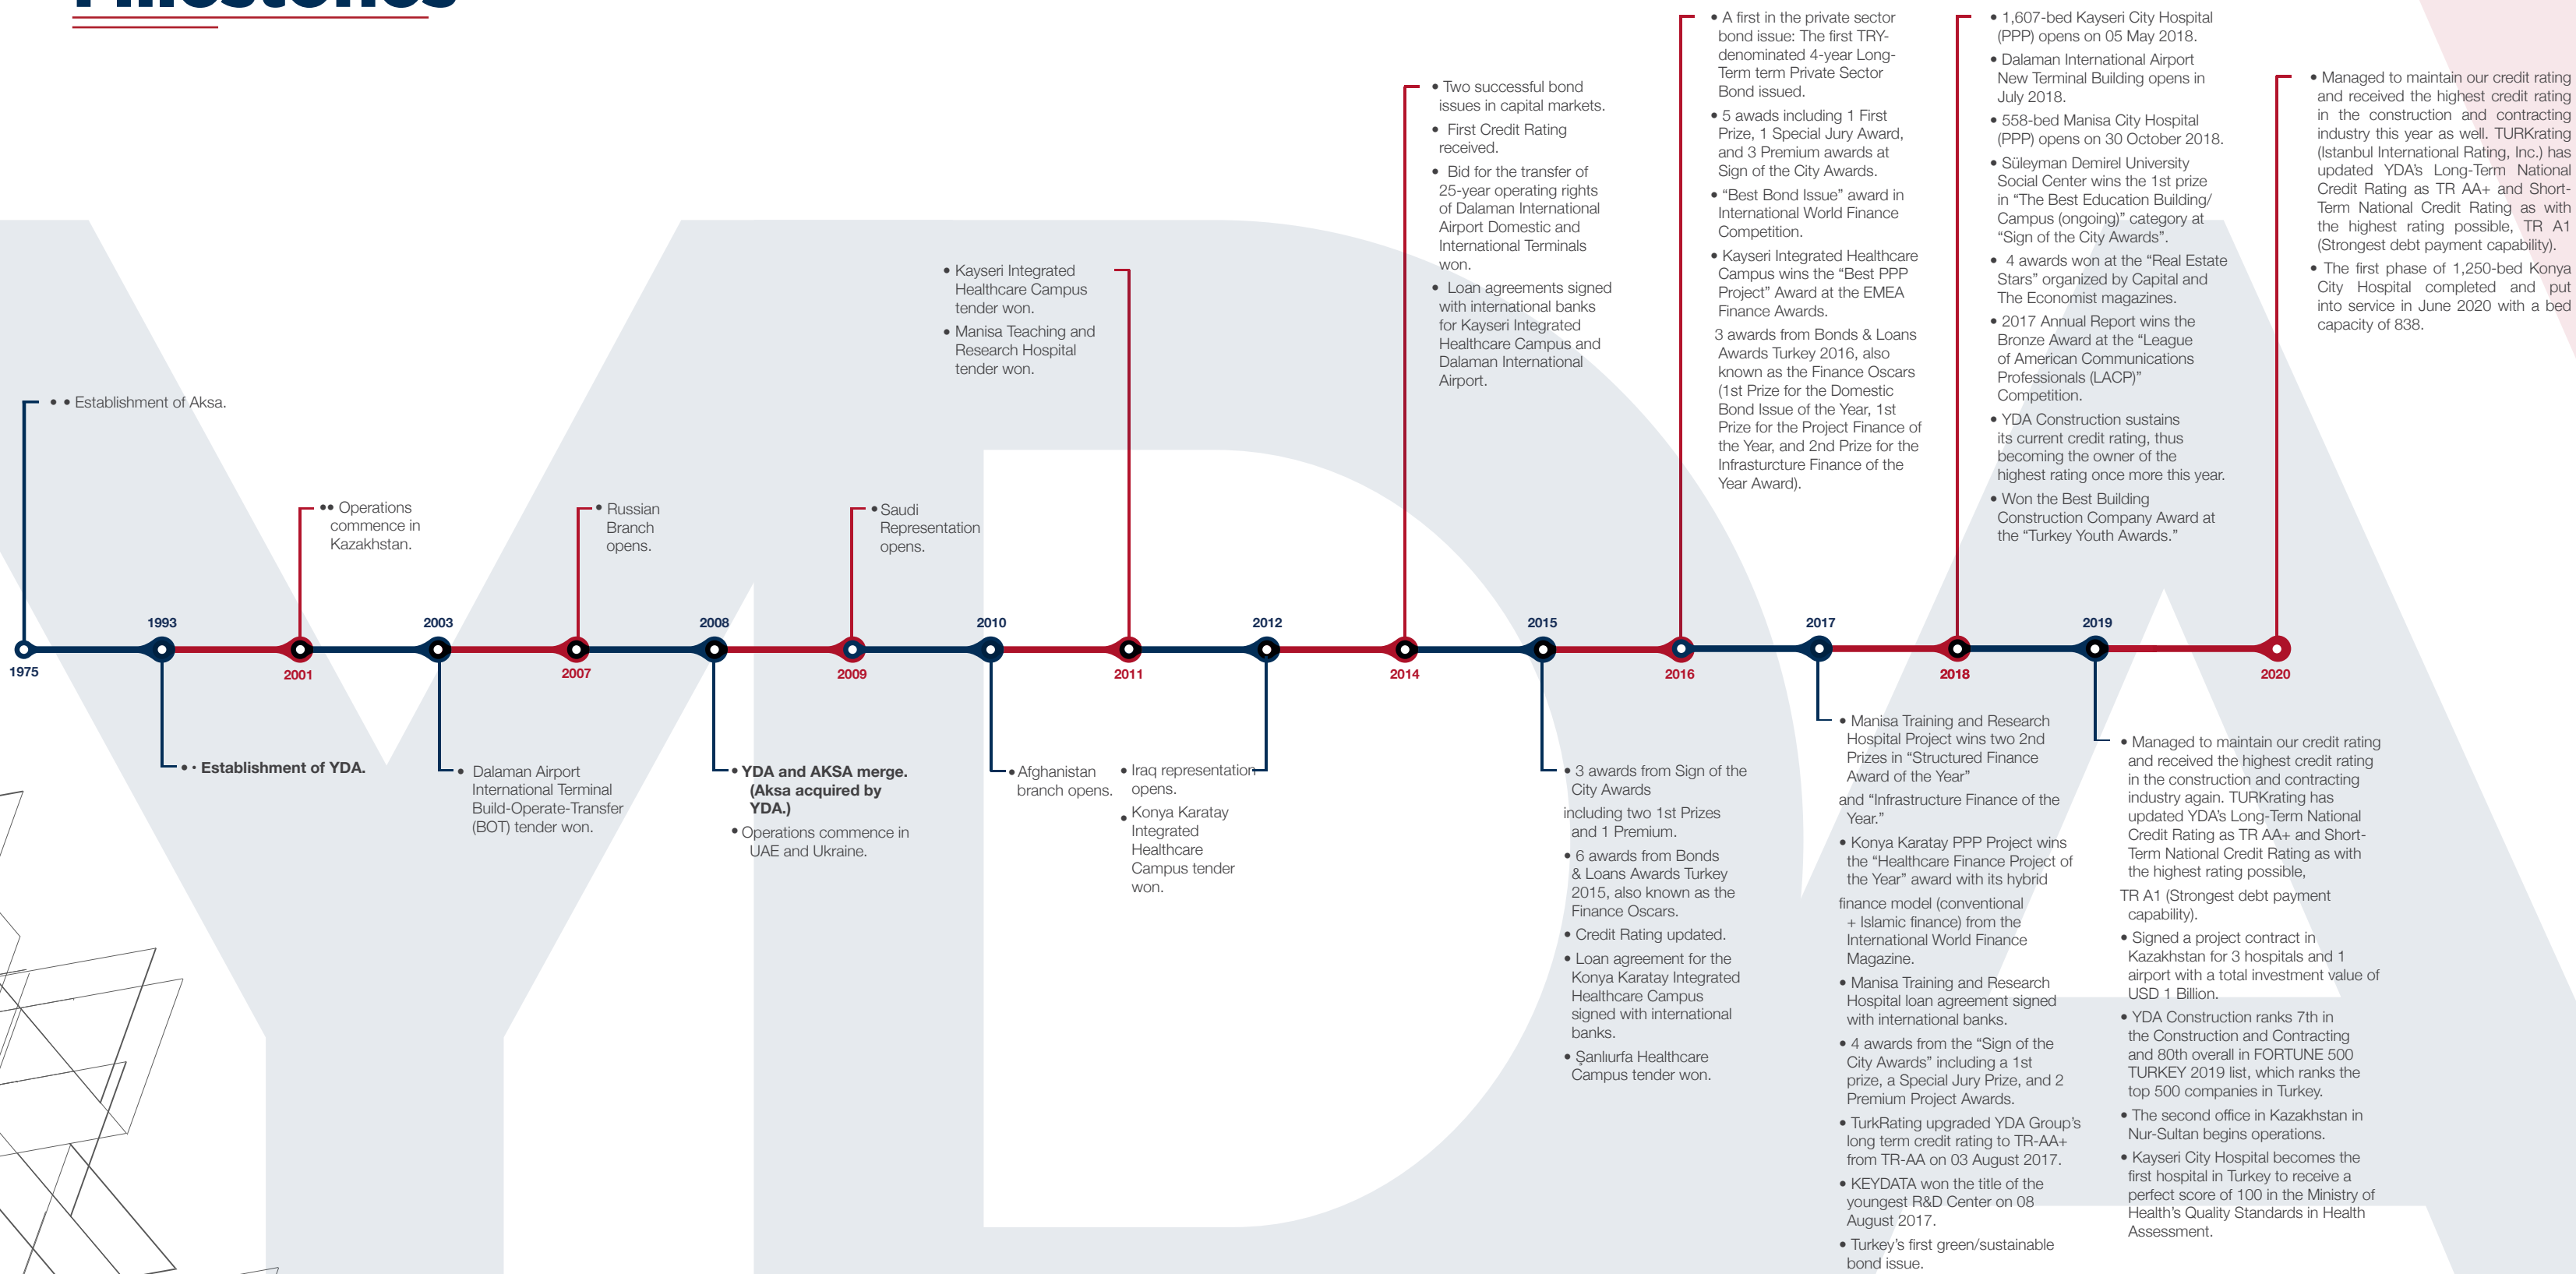 Milestones
• • Establishment of Aksa.
1975
1993
• • Establishment of YDA.
•• Operations
commence in
Kazakhstan.
2001
2003
• Dalaman Airport
International Terminal
Build-Operate-Transfer
(BOT) tender won.
• Russian
Branch
opens.
2007
2008
• YDA and AKSA merge.
(Aksa acquired by
YDA.)
• Operations commence in
UAE and Ukraine.
• Saudi
Representation
opens.
2009
2010
• Afghanistan
branch opens.
• Kayseri Integrated
Healthcare Campus
tender won.
• Manisa Teaching and
Research Hospital
tender won.
2011
2012
• Iraq representation
opens.
• Konya Karatay
Integrated
Healthcare
Campus tender
won.
• Two successful bond
issues in capital markets.
• First Credit Rating
received.
• Bid for the transfer of
25-year operating rights
of Dalaman International
Airport Domestic and
International Terminals
won.
• Loan agreements signed
with international banks
for Kayseri Integrated
Healthcare Campus and
Dalaman International
Airport.
2014
2015
• 3 awards from Sign of the
City Awards
including two 1st Prizes
and 1 Premium.
• 6 awards from Bonds
& Loans Awards Turkey
2015, also known as the
Finance Oscars.
• Credit Rating updated.
• Loan agreement for the
Konya Karatay Integrated
Healthcare Campus
signed with international
banks.
• Şanlıurfa Healthcare
Campus tender won.
• A first in the private sector
bond issue: The first TRY-
denominated 4-year Long-
Term term Private Sector
Bond issued.
• 5 awads including 1 First
Prize, 1 Special Jury Award,
and 3 Premium awards at
Sign of the City Awards.
• “Best Bond Issue” award in
International World Finance
Competition.
• Kayseri Integrated Healthcare
Campus wins the “Best PPP
Project” Award at the EMEA
Finance Awards.
3 awards from Bonds & Loans
Awards Turkey 2016, also
known as the Finance Oscars
(1st Prize for the Domestic
Bond Issue of the Year, 1st
Prize for the Project Finance of
the Year, and 2nd Prize for the
Infrasturcture Finance of the
Year Award).
2016
2017
• Manisa Training and Research
Hospital Project wins two 2nd
Prizes in “Structured Finance
Award of the Year”
and “Infrastructure Finance of the
Year.”
• Konya Karatay PPP Project wins
the “Healthcare Finance Project of
the Year” award with its hybrid
finance model (conventional
+ Islamic finance) from the
International World Finance
Magazine.
• Manisa Training and Research
Hospital loan agreement signed
with international banks.
• 4 awards from the “Sign of the
City Awards” including a 1st
prize, a Special Jury Prize, and 2
Premium Project Awards.
• TurkRating upgraded YDA Group’s
long term credit rating to TR-AA+
from TR-AA on 03 August 2017.
• KEYDATA won the title of the
youngest R&D Center on 08
August 2017.
• Turkey’s first green/sustainable
bond issue.
• 1,607-bed Kayseri City Hospital
(PPP) opens on 05 May 2018.
• Dalaman International Airport
New Terminal Building opens in
July 2018.
• 558-bed Manisa City Hospital
(PPP) opens on 30 October 2018.
• Süleyman Demirel University
Social Center wins the 1st prize
in “The Best Education Building/
Campus (ongoing)” category at
“Sign of the City Awards”.
• 4 awards won at the “Real Estate
Stars” organized by Capital and
The Economist magazines.
• 2017 Annual Report wins the
Bronze Award at the “League
of American Communications
Professionals (LACP)”
Competition.
• YDA Construction sustains
its current credit rating, thus
becoming the owner of the
highest rating once more this year.
• Won the Best Building
Construction Company Award at
the “Turkey Youth Awards.”
2018
2019
• Managed to maintain our credit rating
and received the highest credit rating
in the construction and contracting
industry again. TURKrating has
updated YDA’s Long-Term National
Credit Rating as TR AA+ and Short-
Term National Credit Rating as with
the highest rating possible,
TR A1 (Strongest debt payment
capability).
• Signed a project contract in
Kazakhstan for 3 hospitals and 1
airport with a total investment value of
USD 1 Billion.
• YDA Construction ranks 7th in
the Construction and Contracting
and 80th overall in FORTUNE 500
TURKEY 2019 list, which ranks the
top 500 companies in Turkey.
• The second office in Kazakhstan in
Nur-Sultan begins operations.
• Kayseri City Hospital becomes the
first hospital in Turkey to receive a
perfect score of 100 in the Ministry of
Health’s Quality Standards in Health
Assessment.
• Managed to maintain our credit rating
and received the highest credit rating
in the construction and contracting
industry this year as well. TURKrating
(Istanbul International Rating, Inc.) has
updated YDA’s Long-Term National
Credit Rating as TR AA+ and Short-
Term National Credit Rating as with
the highest rating possible, TR A1
(Strongest debt payment capability).
• The first phase of 1,250-bed Konya
City Hospital completed and put
into service in June 2020 with a bed
capacity of 838.
2020
YDA